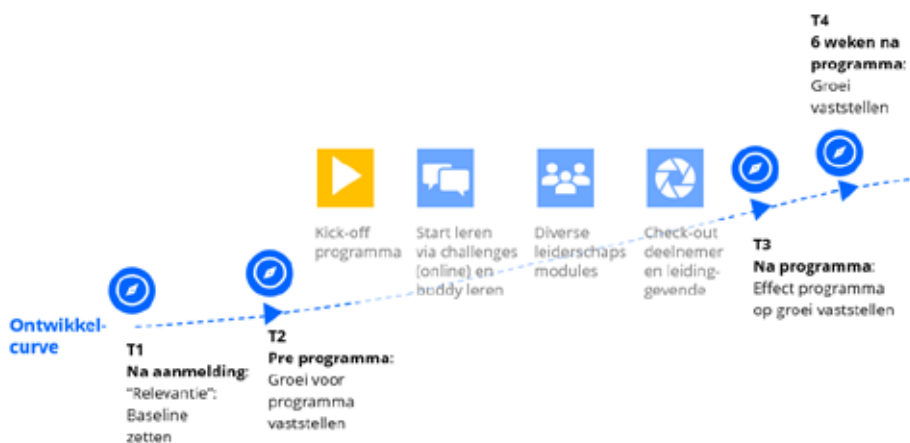 T4
6 weken na
programma:
Groei
vaststellen
Kick-off
programma
Start leren
via challenges
(online) en
buddy leren
Diverse
leiderschaps
modules
Check-out
deelnemer
en leiding-
gevende
T3
Na programma:
Effect programma
op groei vaststellen
Ontwikkel-
curve
T1
Na aanmelding:
"Relevantie":
Baseline
zetten
T2
Pre programma:
Groei voor
programma
vaststellen